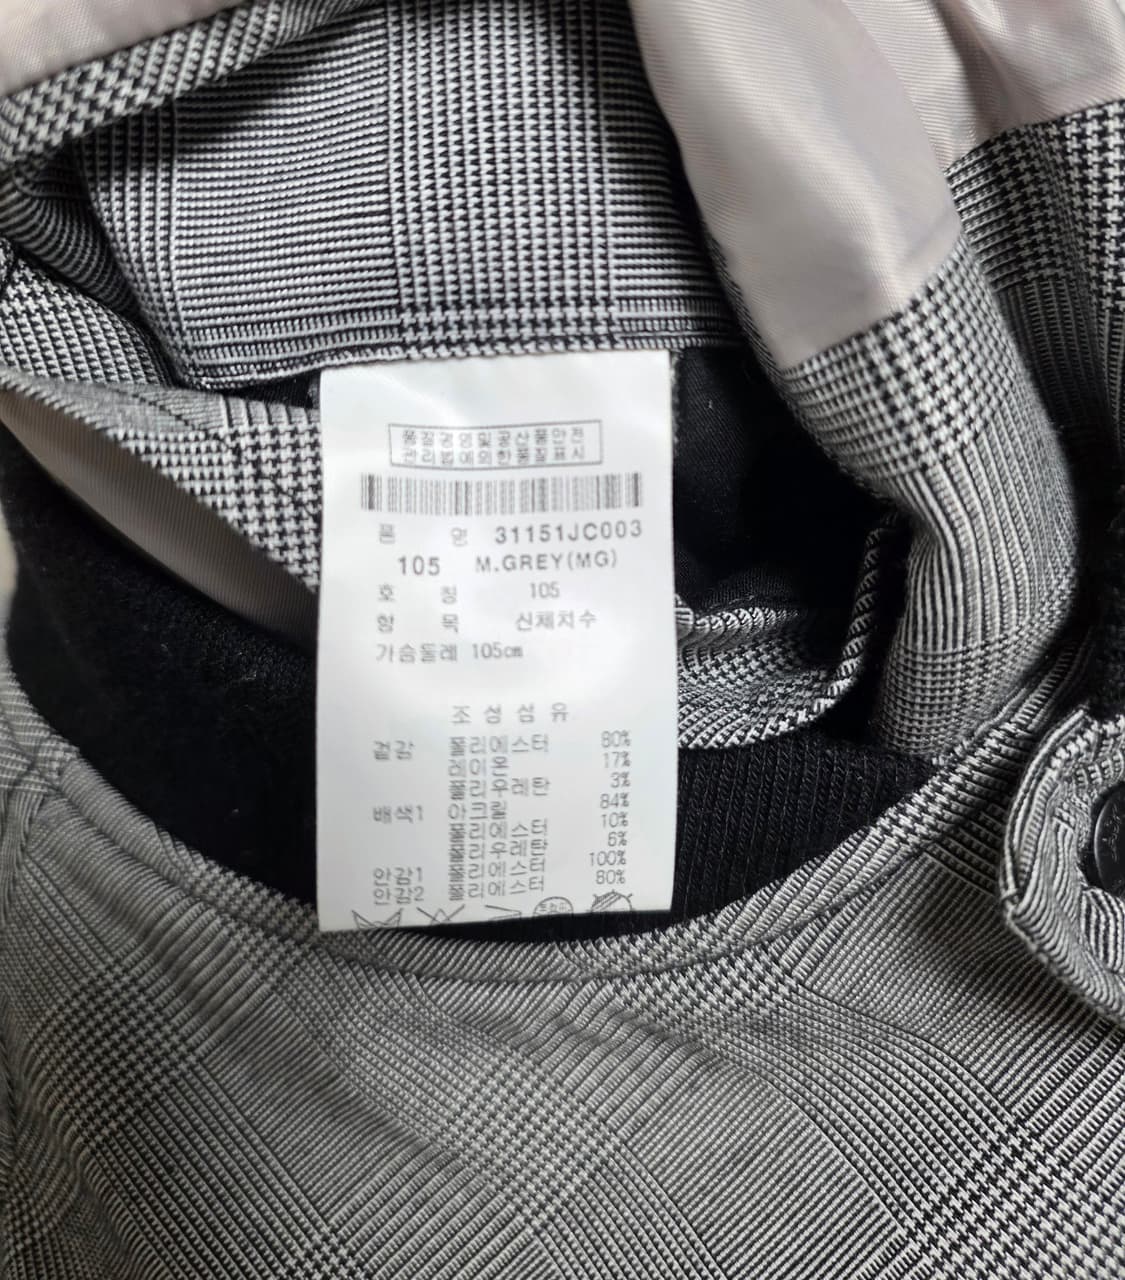 품질경영및공산품안전
관리법에의한품질표시
품 명 31151JC003
105 M.GREY(MG)
호 칭 105
항 목 신체치수
가슴둘레 105cm
조성섬유
겉감 폴리에스터 80%
레이온 17%
폴리우레탄 3%
배색1 아크릴 84%
폴리에스터 10%
폴리우레탄 6%
안감1 폴리에스터 100%
안감2 폴리에스터 80%